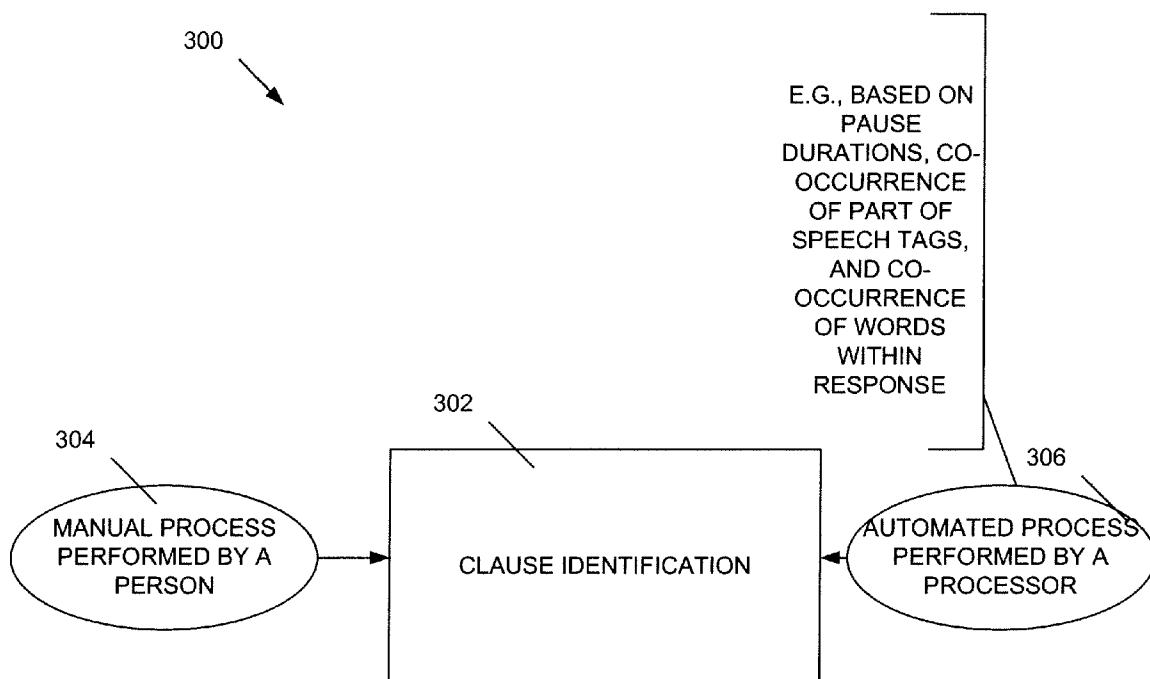 300
E.G., BASED ON
PAUSE
DURATIONS, CO-
OCCURRENCE
OF PART OF
SPEECH TAGS,
AND CO-
OCCURRENCE
OF WORDS
WITHIN
RESPONSE
302
304
306
MANUAL PROCESS
PERFORMED BY A
PERSON
CLAUSE IDENTIFICATION
AUTOMATED PROCESS
PERFORMED BY A
PROCESSOR